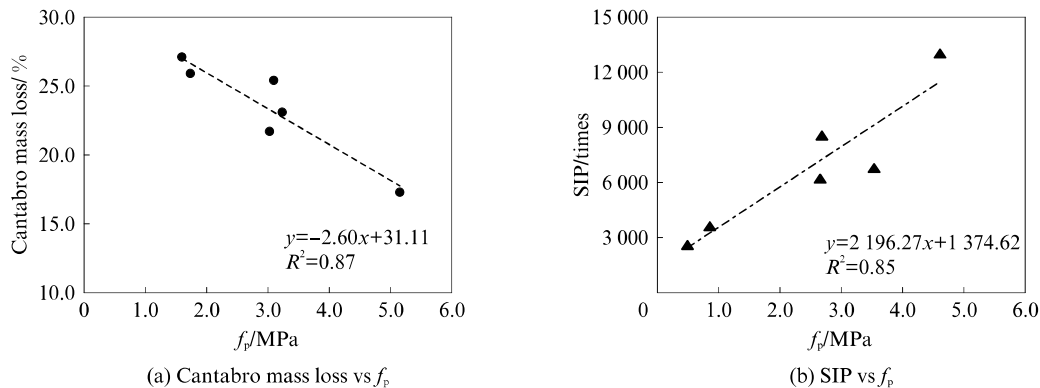 30.0
25.0
20.0
15.0
10.0
Cantabro mass loss/ %
y=−2.60x+31.11
R²=0.87
0 1.0 2.0 3.0 4.0 5.0 6.0
fp/MPa
(a) Cantabro mass loss vs fp
15 000
12 000
9 000
6 000
3 000
SIP/times
y=2 196.27x+1 374.62
R²=0.85
0 1.0 2.0 3.0 4.0 5.0 6.0
fp/MPa
(b) SIP vs fp